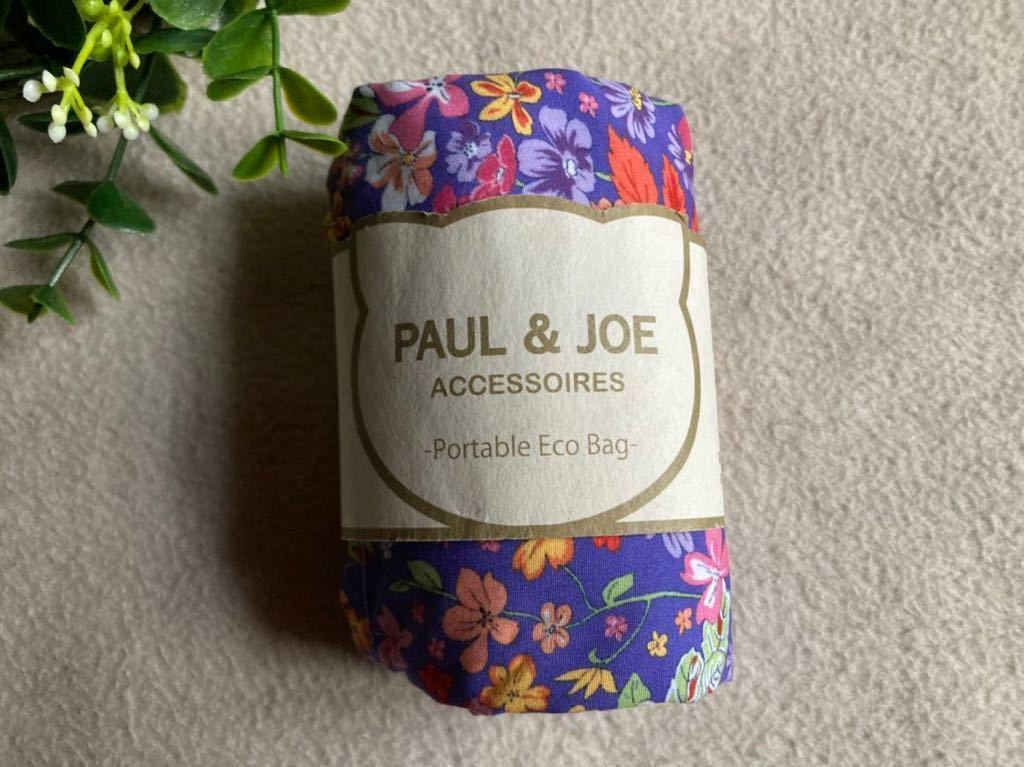 PAUL & JOE
ACCESSOIRES
-Portable Eco Bag-